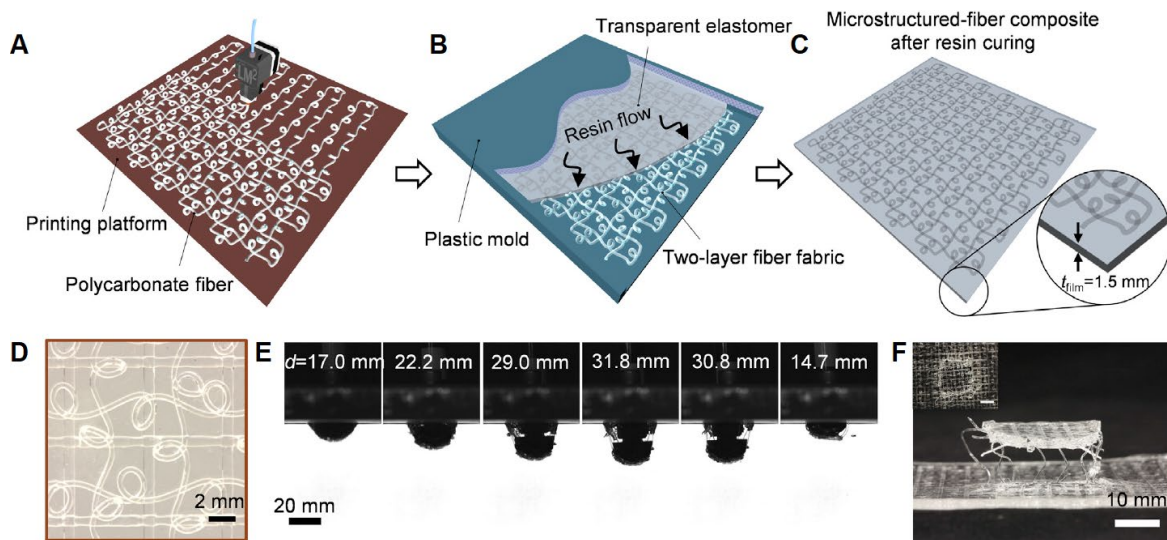 A
LM²
Printing platform
Polycarbonate fiber
B
Transparent elastomer
Resin flow
Plastic mold
Two-layer fiber fabric
C
Microstructured-fiber composite
after resin curing
tfilm=1.5 mm
D
2 mm
E
d=17.0 mm
22.2 mm
29.0 mm
31.8 mm
30.8 mm
14.7 mm
20 mm
F
10 mm